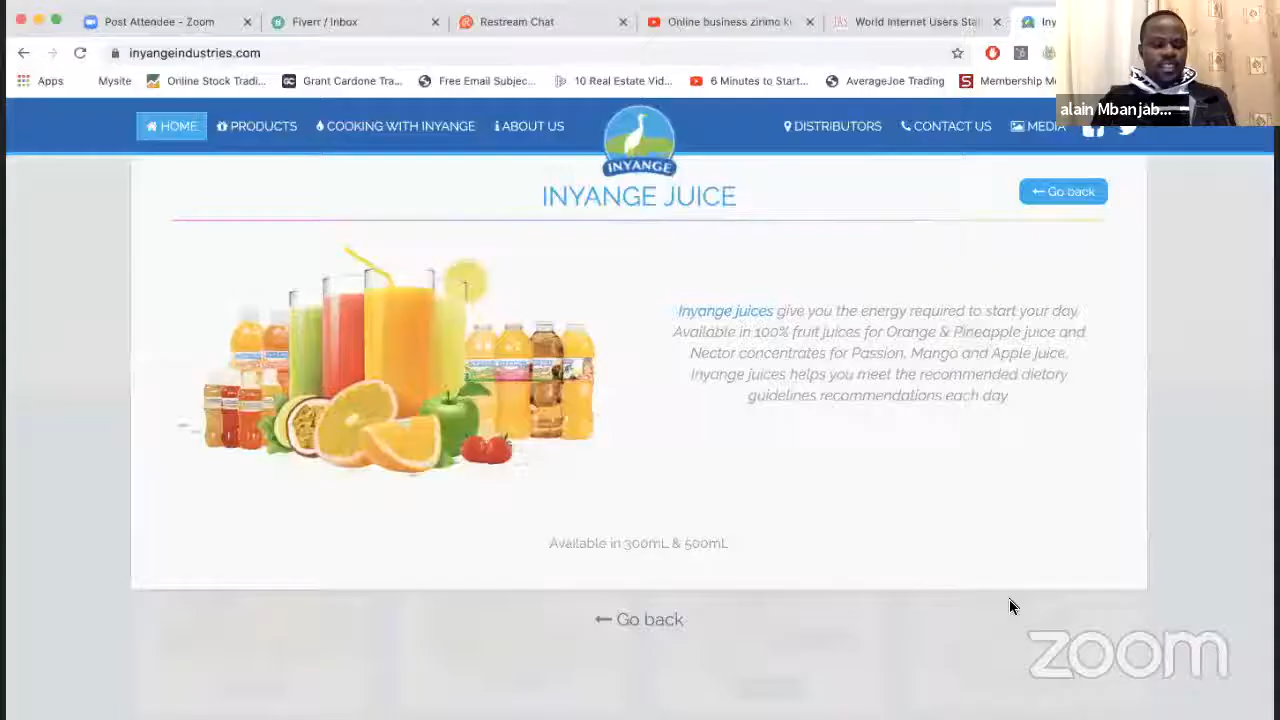 Post Attendee - Zoom
Fiverr / Inbox
Restream Chat
Online business zirimo k
World Internet Users Sta
Iny
inyangeindustries.com
Apps
Mysite
Online Stock Tradi...
Grant Cardone Tra...
Free Email Subjec...
10 Real Estate Vid...
6 Minutes to Start...
AverageJoe Trading
Membership M
alain Mbanjab...
HOME
PRODUCTS
COOKING WITH INYANGE
ABOUT US
INYANGE
DISTRIBUTORS
CONTACT US
MEDIA
INYANGE JUICE
Go back
Inyange juices give you the energy required to start your day.
Available in 100% fruit juices for Orange & Pineapple juice and
Nector concentrates for Passion, Mango and Apple juice.
Inyange juices helps you meet the recommended dietary
guidelines recommendations each day
Available in 300mL & 500mL
Go back
zoom